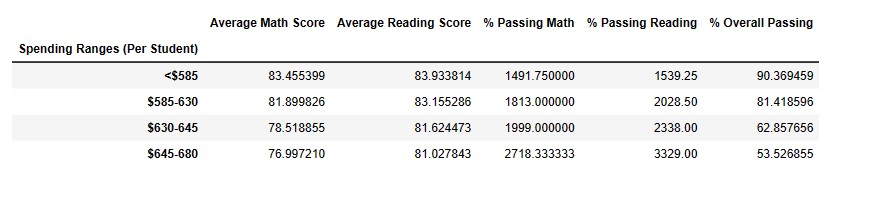 Average Math Score Average Reading Score % Passing Math % Passing Reading % Overall Passing
Spending Ranges (Per Student)
<$585 83.455399 83.933814 1491.750000 1539.25 90.369459
$585-630 81.899826 83.155286 1813.000000 2028.50 81.418596
$630-645 78.518855 81.624473 1999.000000 2338.00 62.857656
$645-680 76.997210 81.027843 2718.333333 3329.00 53.526855